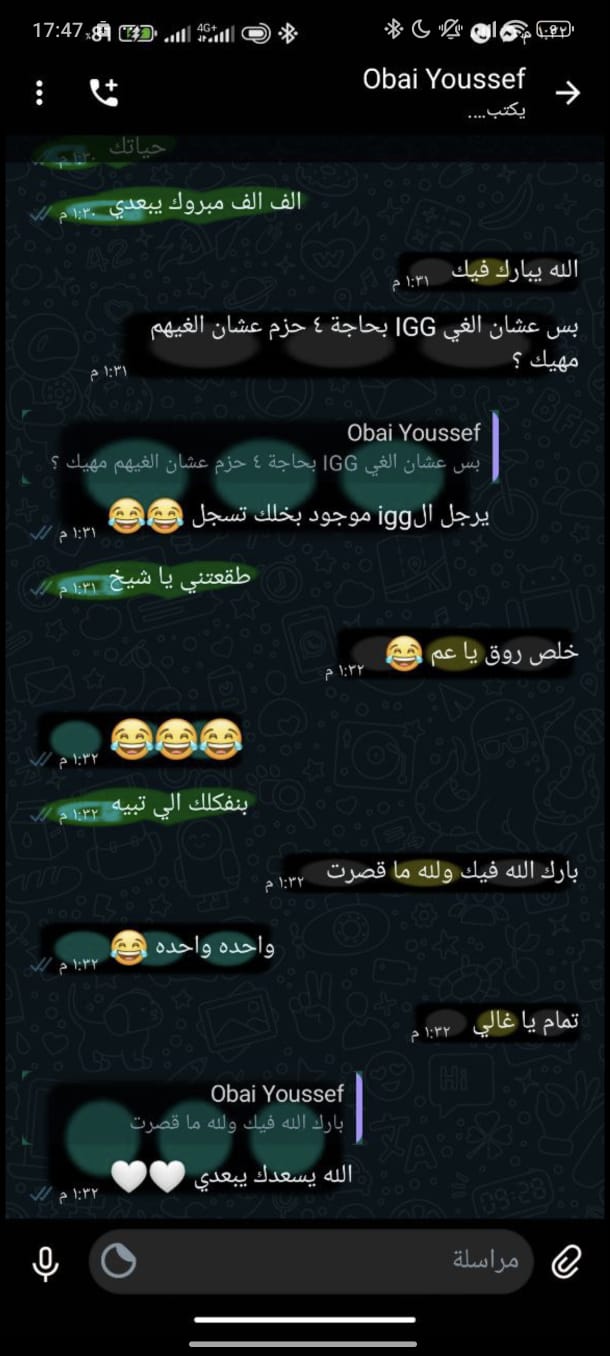 17:47
4G+
Obai Youssef
يكتب....
حياتك
١:٣٠ م
الف الف مبروك يبعدي
١:٣٠ م
الله يبارك فيك
١:٣١ م
بس عشان الغي IGG بحاجة ٤ حزم عشان الغيهم
مهيك ؟
١:٣١ م
Obai Youssef
بس عشان الغي IGG بحاجة ٤ حزم عشان الغيهم مهيك ؟
يرجل الigg موجود بخلك تسجل 😂😂
١:٣١ م
طقعتني يا شيخ
١:٣١ م
خلص روق يا عم 😂
١:٣٢ م
😂😂😂
١:٣٢ م
بنفكلك الي تبيه
١:٣٢ م
بارك الله فيك ولله ما قصرت
١:٣٢ م
واحده واحده 😂
١:٣٢ م
تمام يا غالي
١:٣٢ م
Obai Youssef
بارك الله فيك ولله ما قصرت
الله يسعدك يبعدي 🤍🤍
١:٣٢ م
مراسلة